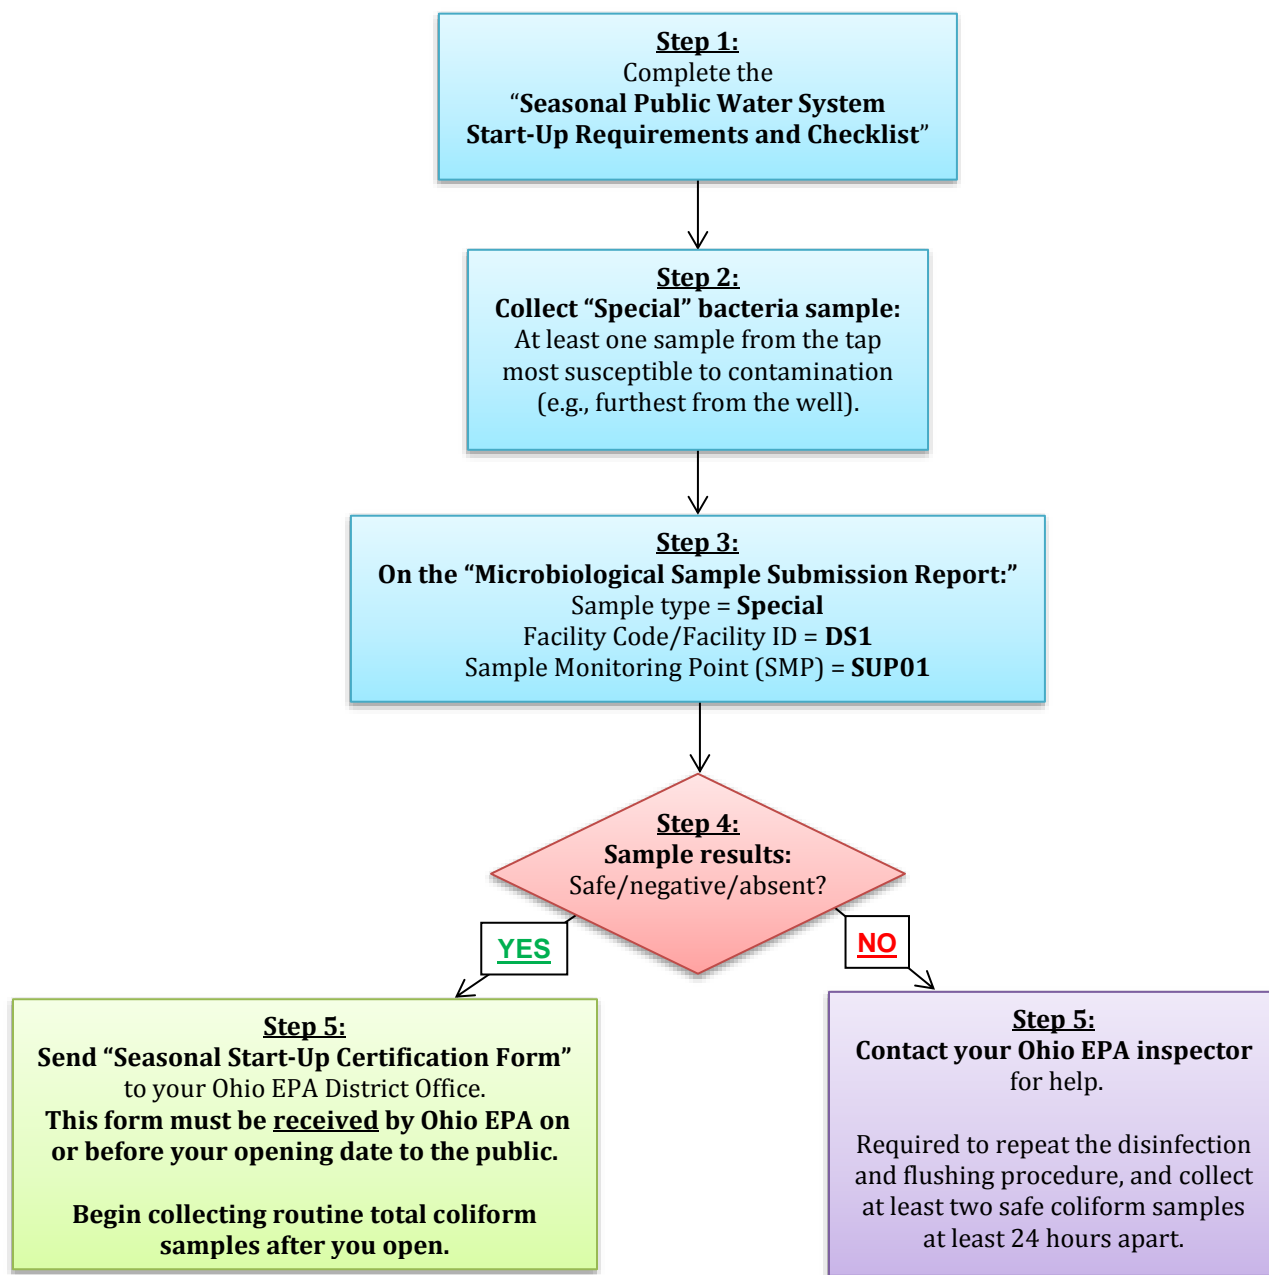 Step 1:
Complete the
“Seasonal Public Water System
Start-Up Requirements and Checklist”
Step 2:
Collect “Special” bacteria sample:
At least one sample from the tap
most susceptible to contamination
(e.g., furthest from the well).
Step 3:
On the “Microbiological Sample Submission Report:”
Sample type = Special
Facility Code/Facility ID = DS1
Sample Monitoring Point (SMP) = SUP01
Step 4:
Sample results:
Safe/negative/absent?
YES
NO
Step 5:
Send “Seasonal Start-Up Certification Form”
to your Ohio EPA District Office.
This form must be received by Ohio EPA on
or before your opening date to the public.
Begin collecting routine total coliform
samples after you open.
Step 5:
Contact your Ohio EPA inspector
for help.
Required to repeat the disinfection
and flushing procedure, and collect
at least two safe coliform samples
at least 24 hours apart.